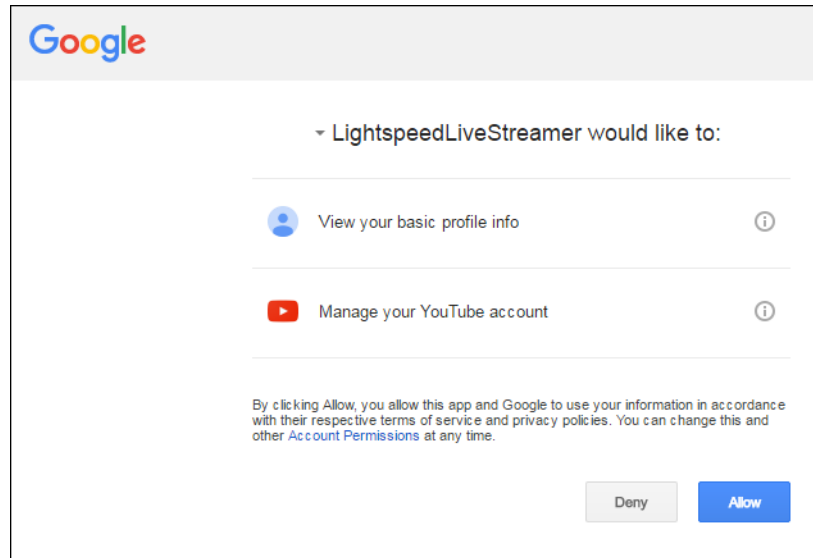 Google
LightspeedLiveStreamer would like to:
View your basic profile info
Manage your YouTube account
By clicking Allow, you allow this app and Google to use your information in accordance
with their respective terms of service and privacy policies. You can change this and
other Account Permissions at any time.
Deny
Allow